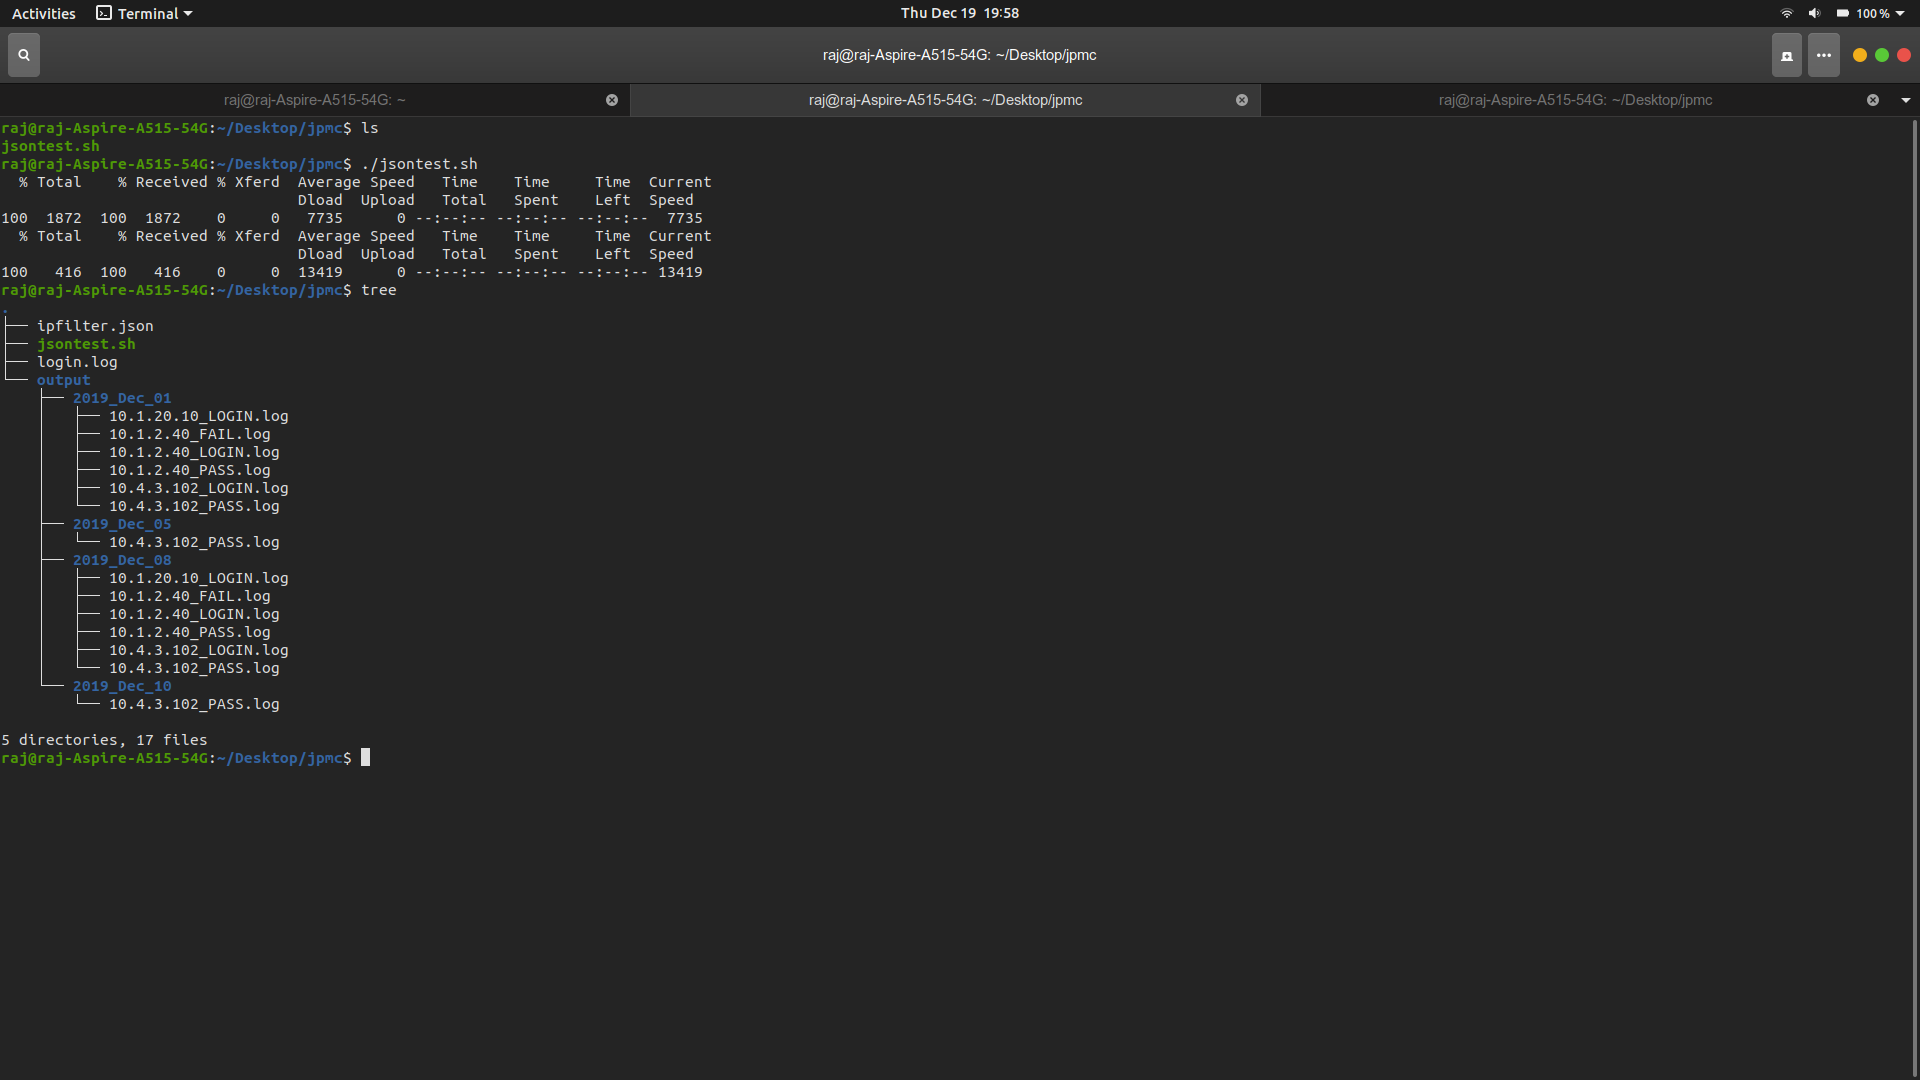 Activities Terminal Thu Dec 19 19:58 100 %
raj@raj-Aspire-A515-54G: ~/Desktop/jpmc
raj@raj-Aspire-A515-54G: ~ raj@raj-Aspire-A515-54G: ~/Desktop/jpmc raj@raj-Aspire-A515-54G: ~/Desktop/jpmc
raj@raj-Aspire-A515-54G:~/Desktop/jpmc$ ls
jsontest.sh
raj@raj-Aspire-A515-54G:~/Desktop/jpmc$ ./jsontest.sh
  % Total    % Received % Xferd  Average Speed   Time    Time     Time  Current
                                 Dload  Upload   Total   Spent    Left  Speed
100  1872  100  1872    0     0   7735      0 --:--:-- --:--:-- --:--:--  7735
  % Total    % Received % Xferd  Average Speed   Time    Time     Time  Current
                                 Dload  Upload   Total   Spent    Left  Speed
100   416  100   416    0     0  13419      0 --:--:-- --:--:-- --:--:-- 13419
raj@raj-Aspire-A515-54G:~/Desktop/jpmc$ tree
.
├── ipfilter.json
├── jsontest.sh
├── login.log
└── output
    ├── 2019_Dec_01
    │   ├── 10.1.20.10_LOGIN.log
    │   ├── 10.1.2.40_FAIL.log
    │   ├── 10.1.2.40_LOGIN.log
    │   ├── 10.1.2.40_PASS.log
    │   ├── 10.4.3.102_LOGIN.log
    │   └── 10.4.3.102_PASS.log
    ├── 2019_Dec_05
    │   └── 10.4.3.102_PASS.log
    ├── 2019_Dec_08
    │   ├── 10.1.20.10_LOGIN.log
    │   ├── 10.1.2.40_FAIL.log
    │   ├── 10.1.2.40_LOGIN.log
    │   ├── 10.1.2.40_PASS.log
    │   ├── 10.4.3.102_LOGIN.log
    │   └── 10.4.3.102_PASS.log
    └── 2019_Dec_10
        └── 10.4.3.102_PASS.log

5 directories, 17 files
raj@raj-Aspire-A515-54G:~/Desktop/jpmc$